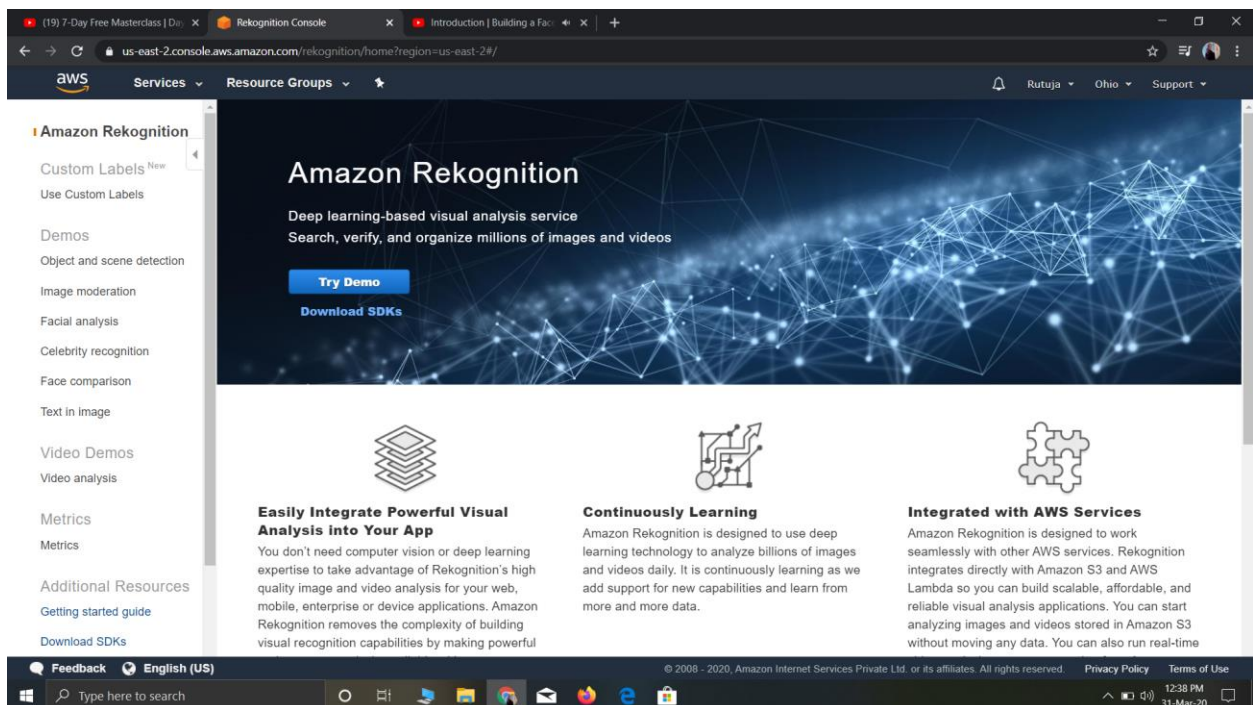 (19) 7-Day Free Masterclass | Day
Rekognition Console
Introduction | Building a Face
us-east-2.console.aws.amazon.com/rekognition/home?region=us-east-2#/
aws
Services
Resource Groups
Rutuja
Ohio
Support
Amazon Rekognition
Custom Labels New
Use Custom Labels
Demos
Object and scene detection
Image moderation
Facial analysis
Celebrity recognition
Face comparison
Text in image
Video Demos
Video analysis
Metrics
Metrics
Additional Resources
Getting started guide
Download SDKs
Amazon Rekognition
Deep learning-based visual analysis service
Search, verify, and organize millions of images and videos
Try Demo
Download SDKs
Easily Integrate Powerful Visual
Analysis into Your App
You don't need computer vision or deep learning
expertise to take advantage of Rekognition's high
quality image and video analysis for your web,
mobile, enterprise or device applications. Amazon
Rekognition removes the complexity of building
visual recognition capabilities by making powerful
Continuously Learning
Amazon Rekognition is designed to use deep
learning technology to analyze billions of images
and videos daily. It is continuously learning as we
add support for new capabilities and learn from
more and more data.
Integrated with AWS Services
Amazon Rekognition is designed to work
seamlessly with other AWS services. Rekognition
integrates directly with Amazon S3 and AWS
Lambda so you can build scalable, affordable, and
reliable visual analysis applications. You can start
analyzing images and videos stored in Amazon S3
without moving any data. You can also run real-time
Feedback
English (US)
© 2008 - 2020, Amazon Internet Services Private Ltd. or its affiliates. All rights reserved.
Privacy Policy
Terms of Use
Type here to search
12:38 PM
31-Mar-20